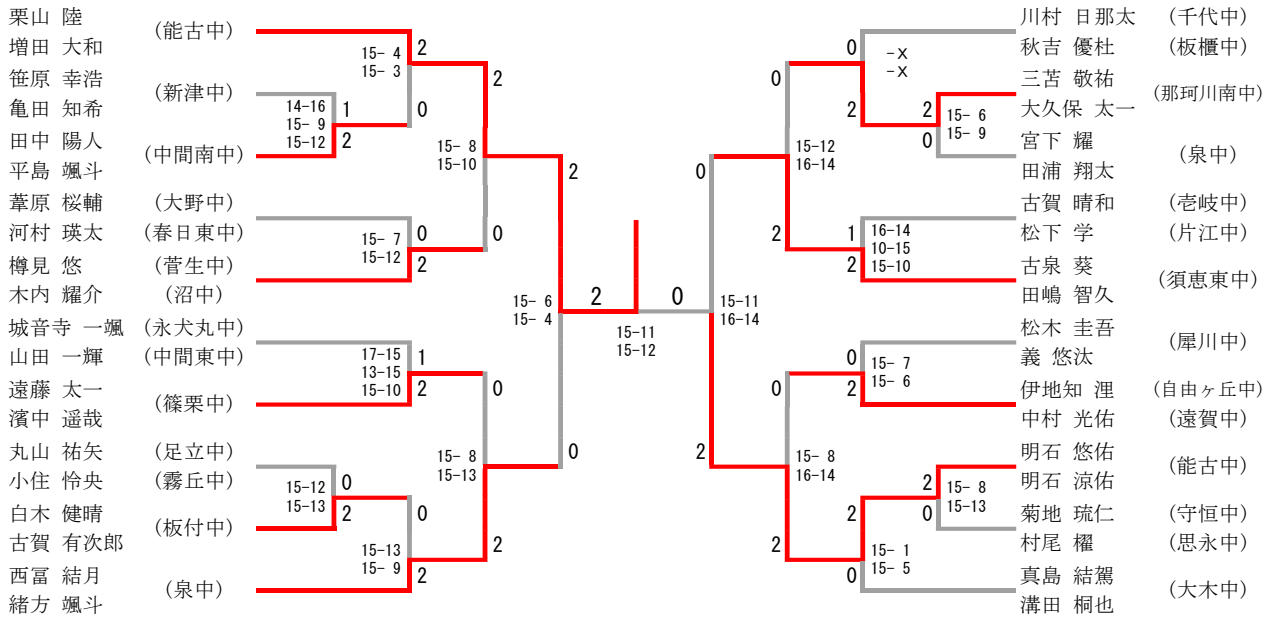 栗山 陸
増田 大和
(能古中)
笹原 幸浩
亀田 知希
(新津中)
田中 陽人
平島 颯斗
(中間南中)
葦原 桜輔 (大野中)
河村 瑛太 (春日東中)
樽見 悠 (菅生中)
木内 耀介 (沼中)
城音寺 一颯 (永犬丸中)
山田 一輝 (中間東中)
遠藤 太一
濱中 遥哉
(篠栗中)
丸山 祐矢 (足立中)
小住 怜央 (霧丘中)
白木 健晴
古賀 有次郎
(板付中)
西冨 結月
緒方 颯斗
(泉中)
15- 4
15- 3
2
0
14-16
15- 9
15-12
1
2
15- 8
15-10
2
0
15- 7
15-12
0
2
15- 6
15- 4
2
0
17-15
13-15
15-10
1
2
15- 8
15-13
0
2
15-12
15-13
0
2
15-13
15- 9
0
2
2
0
15-11
15-12
15-11
16-14
0
2
15-12
16-14
0
2
-X
-X
0
2
15- 6
15- 9
2
0
16-14
10-15
15-10
1
2
15- 8
16-14
0
2
15- 7
15- 6
0
2
15- 1
15- 5
2
0
15- 8
15-13
2
0
川村 日那太 (千代中)
秋吉 優杜 (板櫃中)
三苫 敬祐
大久保 太一
(那珂川南中)
宮下 耀
田浦 翔太
(泉中)
古賀 晴和 (壱岐中)
松下 学 (片江中)
古泉 葵
田嶋 智久
(須恵東中)
松木 圭吾
義 悠汰
(犀川中)
伊地知 浬 (自由ヶ丘中)
中村 光佑 (遠賀中)
明石 悠佑
明石 涼佑
(能古中)
菊地 琉仁 (守恒中)
村尾 櫂 (思永中)
真島 結駕
溝田 桐也
(大木中)